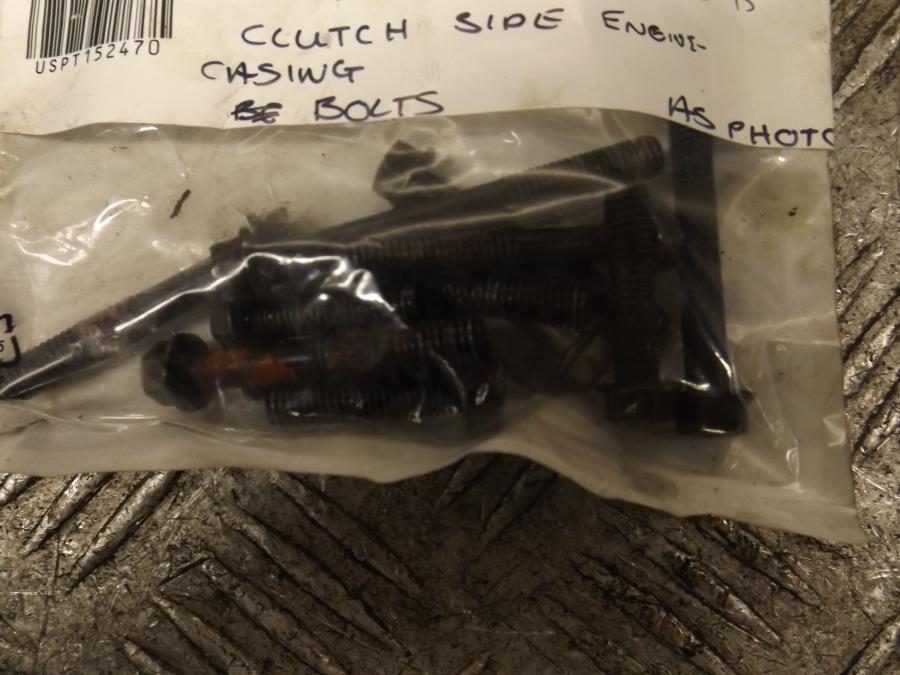 USPT152470
CLUTCH SIDE ENGINE
CASING
BOLTS
AS PHOTO